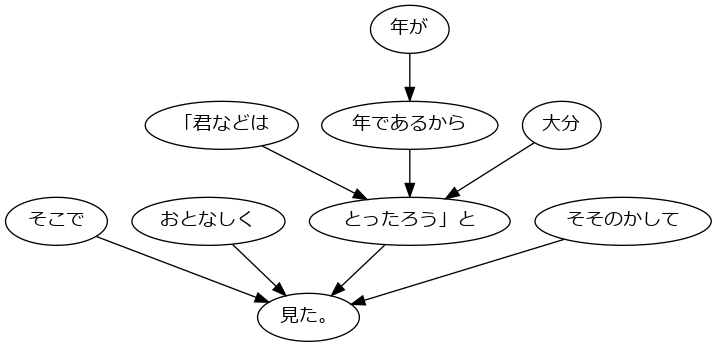 年が
「君などは
年であるから
大分
そこで
おとなしく
とったろう」と
そそのかして
見た。